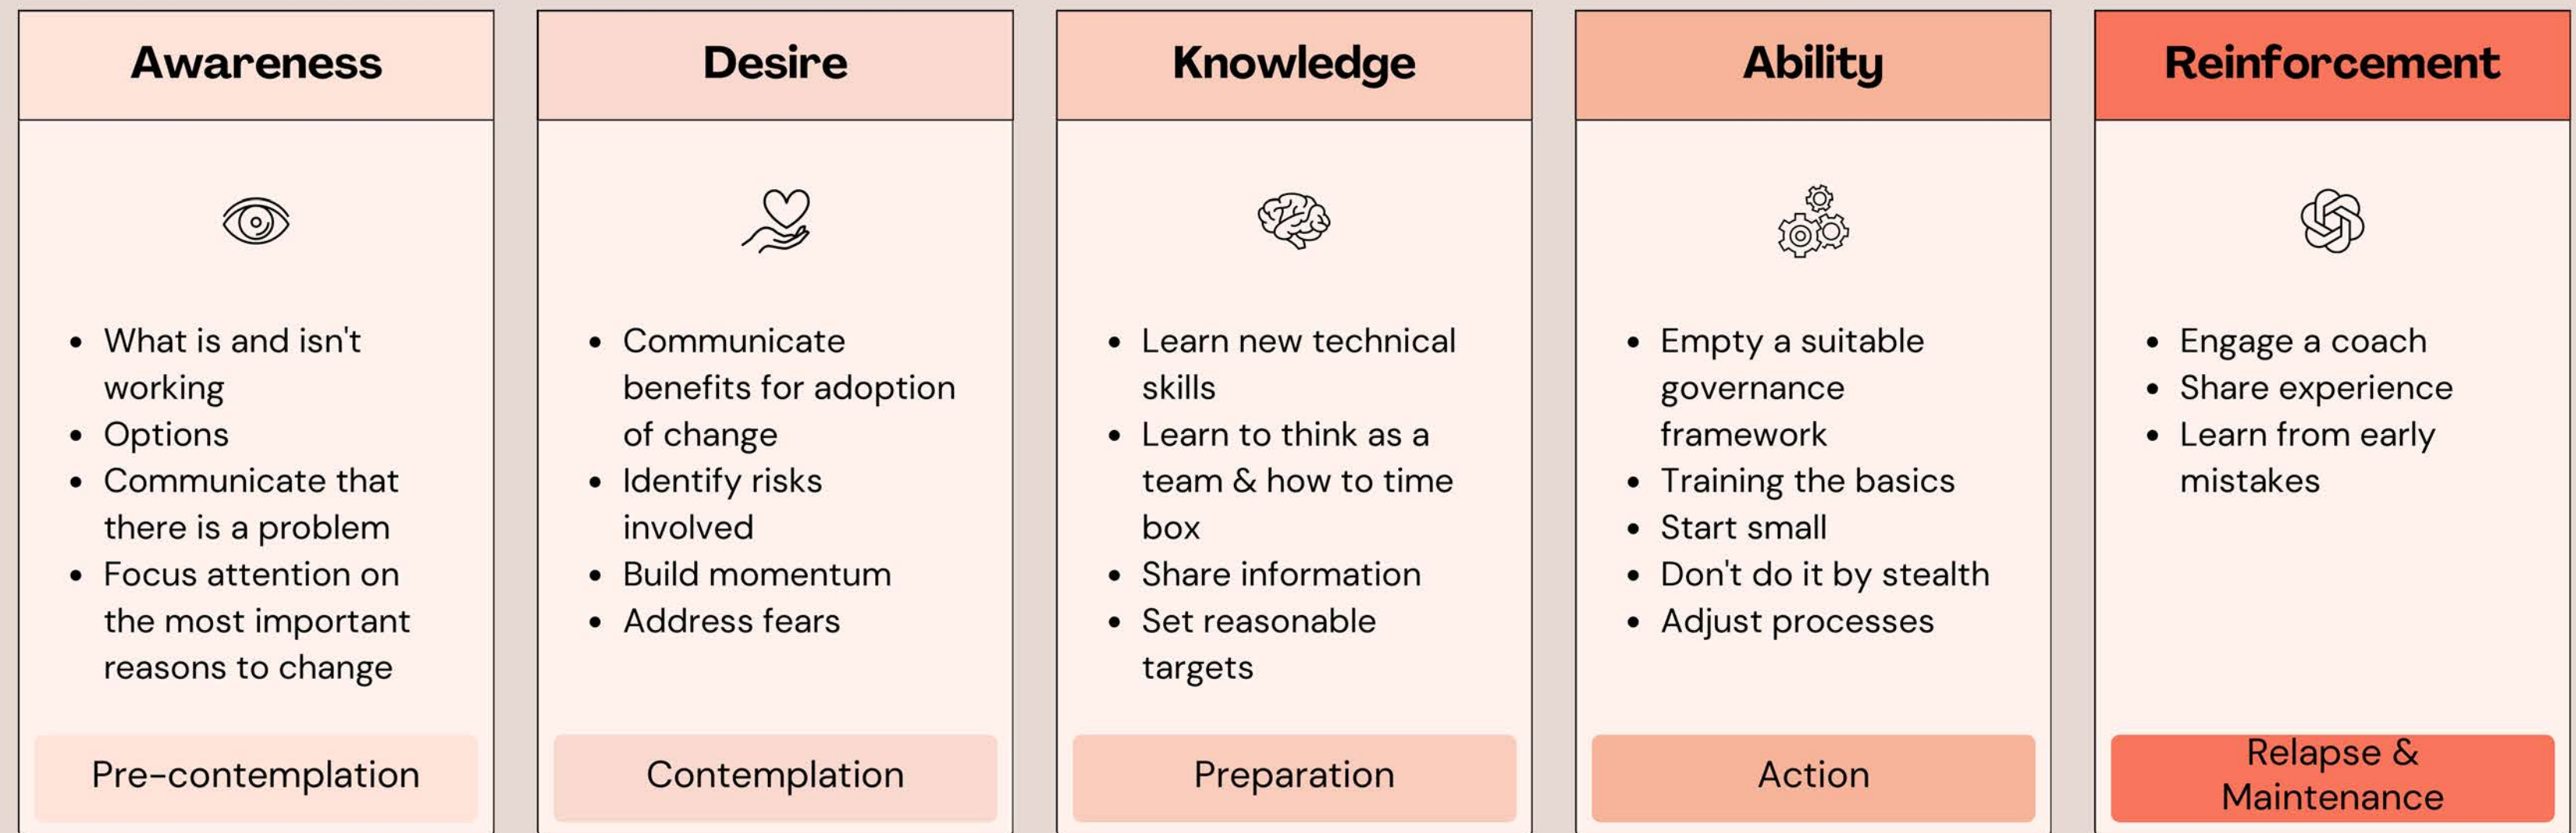 Awareness
What is and isn't
working
Options
Communicate that
there is a problem
Focus attention on
the most important
reasons to change
Pre-contemplation
Desire
Communicate
benefits for adoption
of change
Identify risks
involved
Build momentum
Address fears
Contemplation
Knowledge
Learn new technical
skills
Learn to think as a
team & how to time
box
Share information
Set reasonable
targets
Preparation
Ability
Empty a suitable
governance
framework
Training the basics
Start small
Don't do it by stealth
Adjust processes
Action
Reinforcement
Engage a coach
Share experience
Learn from early
mistakes
Relapse &
Maintenance